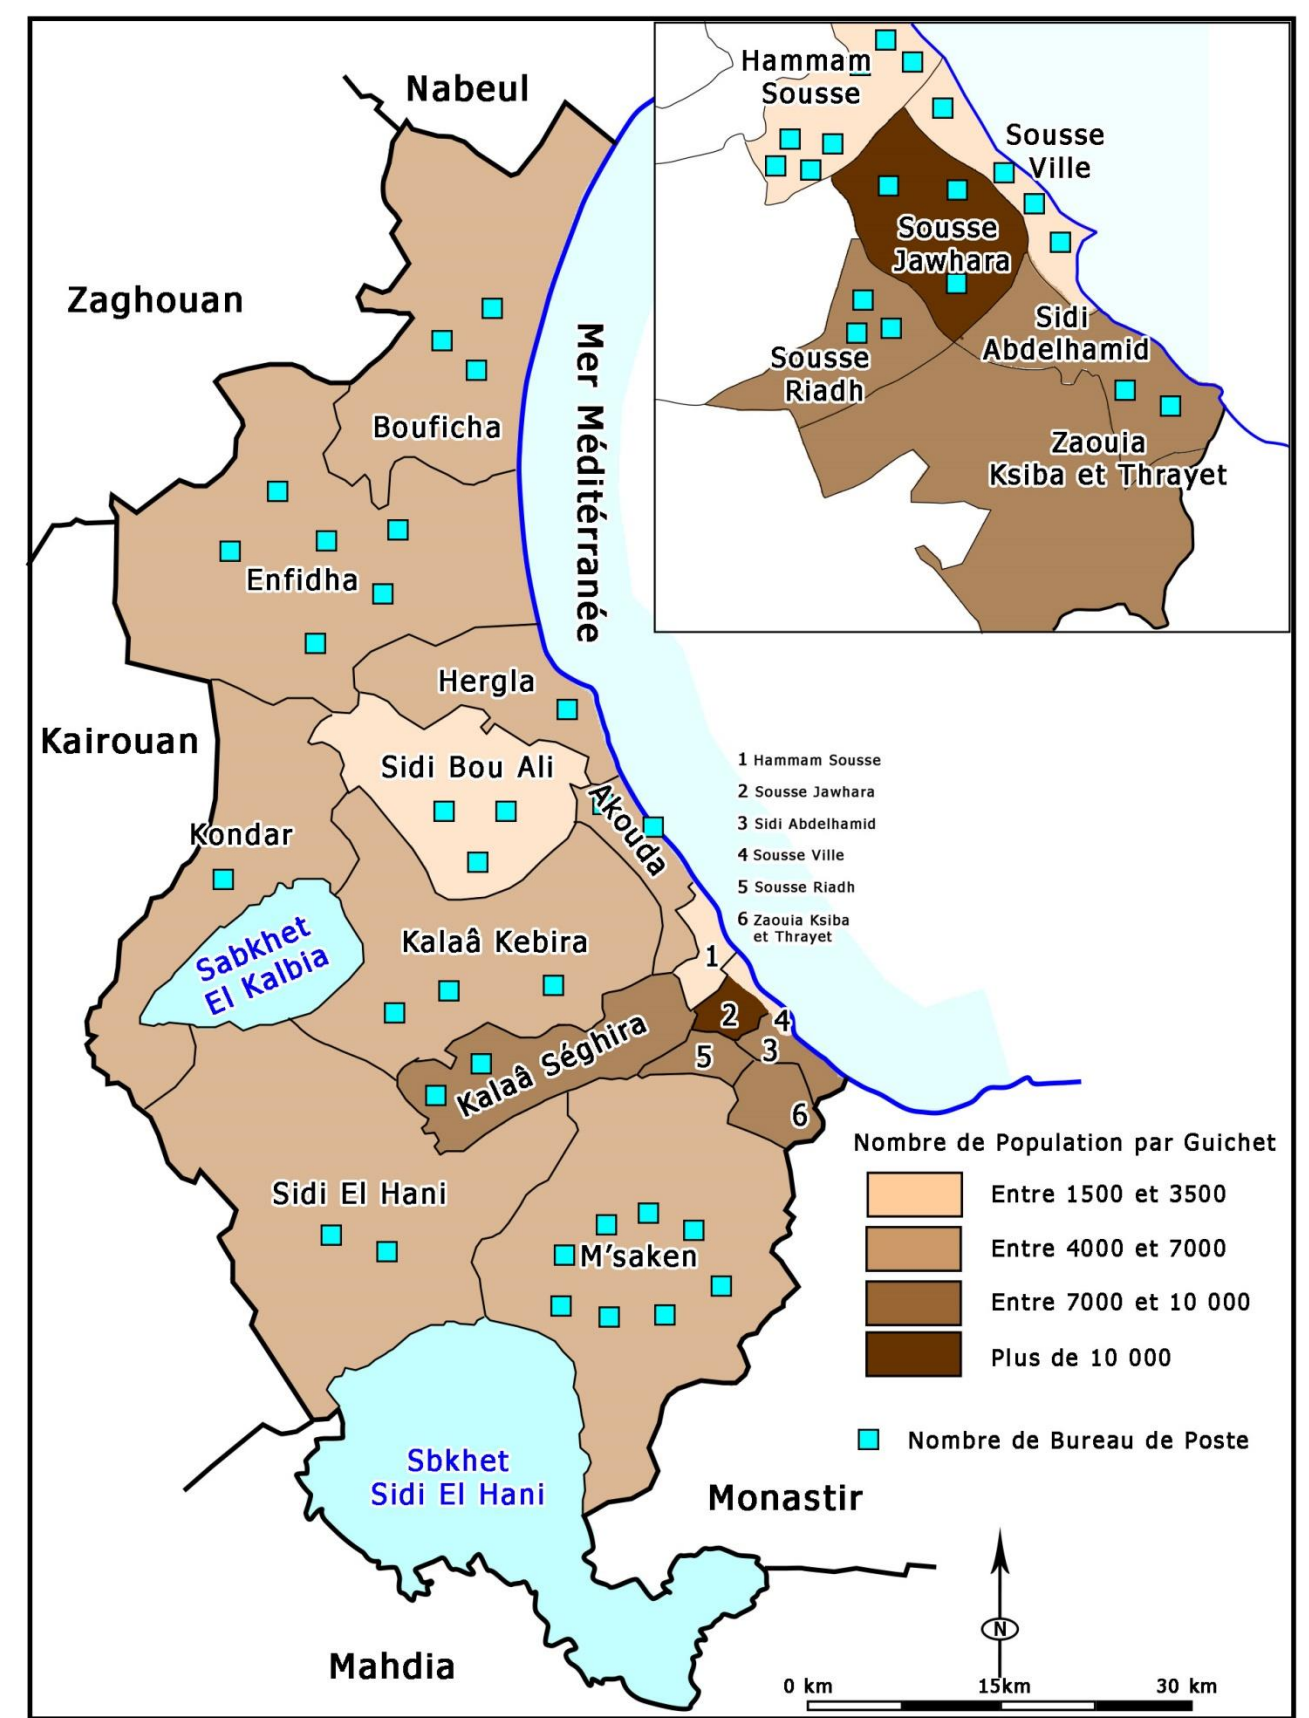 Nabeul
Hammam
Sousse
Sousse
Ville
Sousse
Jawhara
Sidi
Abdelhamid
Sousse
Riadh
Zaouia
Ksiba et Thrayet
Zaghouan
Mer Méditérranée
Bouficha
Enfidha
Hergla
Kairouan
Sidi Bou Ali
Akouda
Kondar
Sabkhet
El Kalbia
Kalaâ Kebira
Kalaâ Séghira
1
2
4
3
5
6
1 Hammam Sousse
2 Sousse Jawhara
3 Sidi Abdelhamid
4 Sousse Ville
5 Sousse Riadh
6 Zaouia Ksiba
et Thrayet
Sidi El Hani
M'saken
Nombre de Population par Guichet
Entre 1500 et 3500
Entre 4000 et 7000
Entre 7000 et 10 000
Plus de 10 000
Nombre de Bureau de Poste
Sbkhet
Sidi El Hani
Monastir
Mahdia
N
0 km 15km 30 km